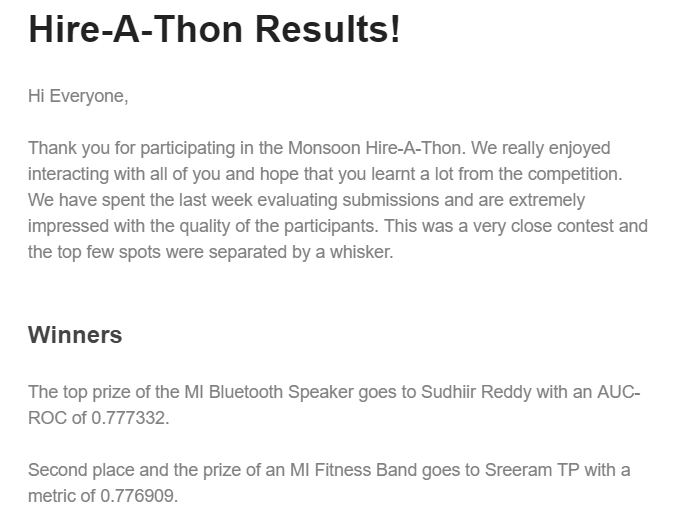 Hire-A-Thon Results!
Hi Everyone,
Thank you for participating in the Monsoon Hire-A-Thon. We really enjoyed
interacting with all of you and hope that you learnt a lot from the competition.
We have spent the last week evaluating submissions and are extremely
impressed with the quality of the participants. This was a very close contest and
the top few spots were separated by a whisker.
Winners
The top prize of the MI Bluetooth Speaker goes to Sudhiir Reddy with an AUC-
ROC of 0.777332.
Second place and the prize of an MI Fitness Band goes to Sreeram TP with a
metric of 0.776909.